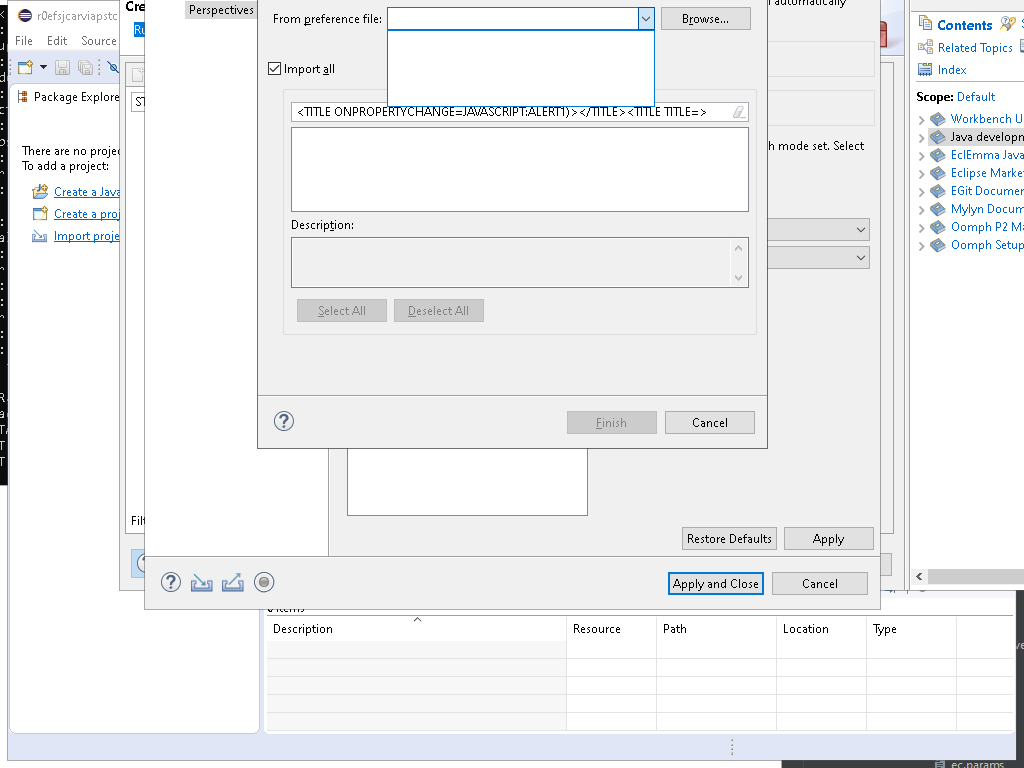 r0efsjcarviapstc
File Edit Source
Package Explore
There are no projec
To add a project:
Create a Java
Create a proj
Import proje
Cre
Ru
ST
Filt
Perspectives
From preference file:
Browse...
Import all
<TITLE ONPROPERTYCHANGE=JAVASCRIPT:ALERT1)></TITLE><TITLE TITLE=>
Description:
Select All
Deselect All
Finish
Cancel
automatically
h mode set. Select
Restore Defaults
Apply
Apply and Close
Cancel
Contents
Related Topics
Index
Scope: Default
Workbench U
Java developn
EclEmma Java
Eclipse Marke
EGit Documen
Mylyn Docum
Oomph P2 Ma
Oomph Setup
Description Resource Path Location Type
ec.params